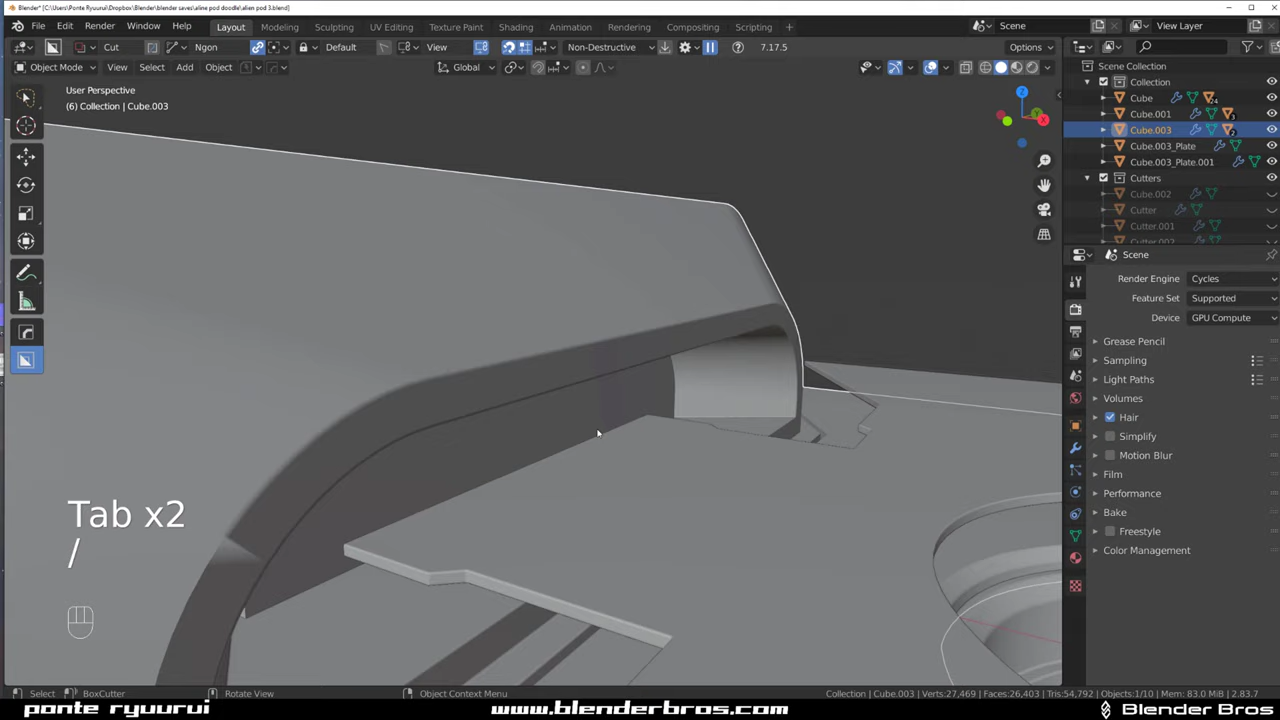 Blender* [C:\Users\Ponte Ryuurui\Dropbox\blender saves\aline pod doodle\alien pod 3.blend]
File Edit Render Window Help Layout Modeling Sculpting UV Editing Texture Paint Shading Animation Rendering Compositing Scripting + Scene View Layer
Cut Ngon Default View Non-Destructive 7.17.5 Options
Object Mode View Select Add Object Global
User Perspective
(6) Collection | Cube.003
Z
Y
X
Scene Collection
Collection
Cube 24
Cube.001 3
Cube.003 2
Cube.003_Plate
Cube.003_Plate.001
Cutters
Cube.002
Cutter
Cutter.001
Cutter.002
Scene
Render Engine Cycles
Feature Set Supported
Device GPU Compute
Grease Pencil
Sampling
Light Paths
Volumes
Hair
Simplify
Motion Blur
Film
Performance
Bake
Freestyle
Color Management
Tab x2
/
Select BoxCutter Rotate View Object Context Menu Collection | Cube.003 | Verts:27,469 | Faces:26,403 | Tris:54,792 | Objects:1/10 | Mem: 83.0 MiB | 2.83.7
ponte ryuurui www.blenderbros.com Blender Bros